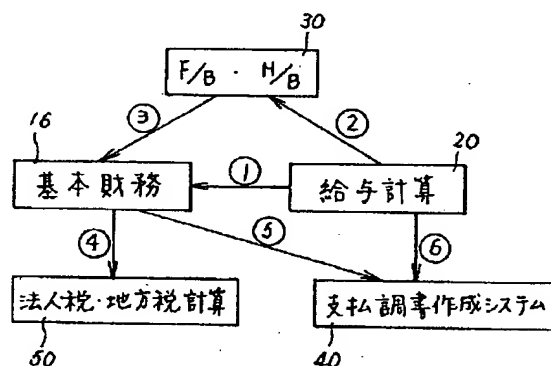 30
F/B・H/B
③
②
16
20
基本財務
①
給与計算
④
⑤
⑥
法人税・地方税計算
支払調書作成システム
50
40